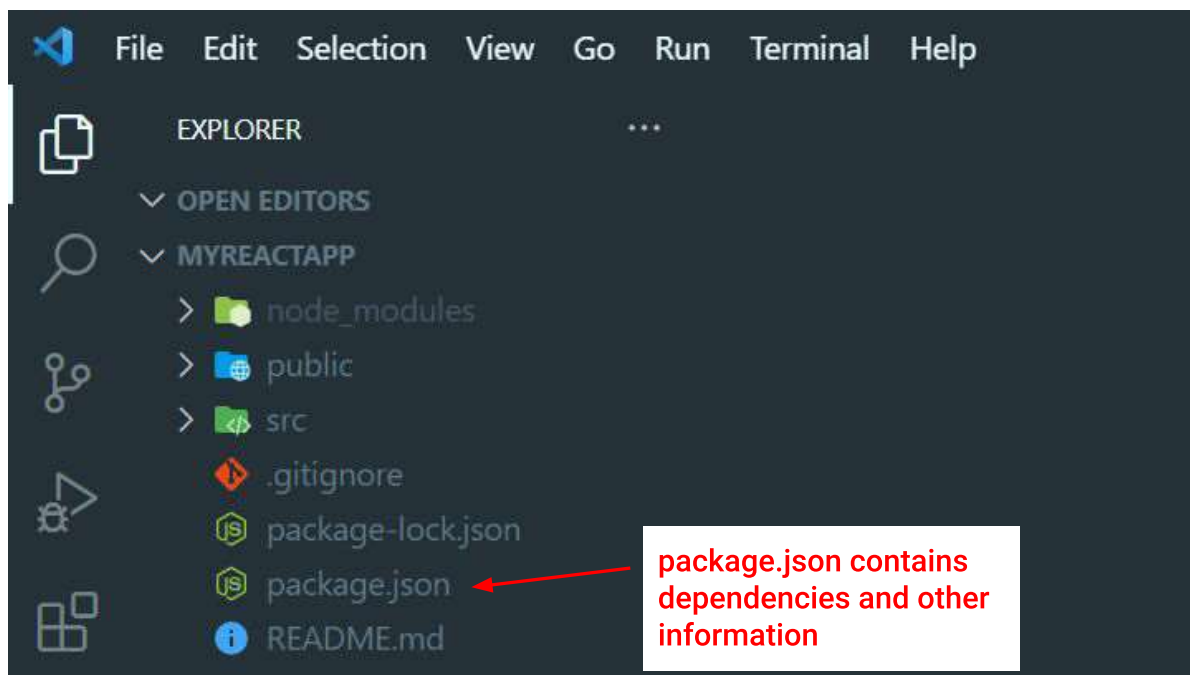 File Edit Selection View Go Run Terminal Help
EXPLORER ...
OPEN EDITORS
MYREACTAPP
node_modules
public
src
.gitignore
package-lock.json
package.json
README.md
package.json contains
dependencies and other
information